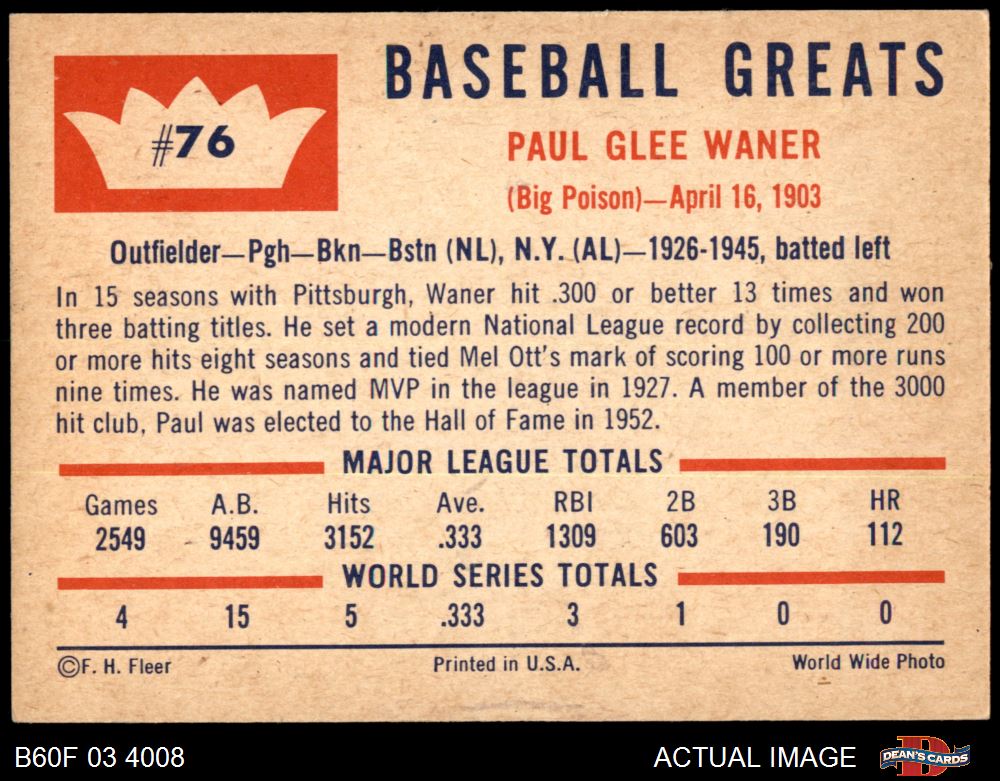 BASEBALL GREATS
#76
PAUL GLEE WANER
(Big Poison)—April 16, 1903
Outfielder—Pgh—Bkn—Bstn (NL), N.Y. (AL)—1926-1945, batted left
In 15 seasons with Pittsburgh, Waner hit .300 or better 13 times and won
three batting titles. He set a modern National League record by collecting 200
or more hits eight seasons and tied Mel Ott's mark of scoring 100 or more runs
nine times. He was named MVP in the league in 1927. A member of the 3000
hit club, Paul was elected to the Hall of Fame in 1952.
MAJOR LEAGUE TOTALS
Games A.B. Hits Ave. RBI 2B 3B HR
2549 9459 3152 .333 1309 603 190 112
WORLD SERIES TOTALS
4 15 5 .333 3 1 0 0
©F. H. Fleer Printed in U.S.A. World Wide Photo
B60F 03 4008 ACTUAL IMAGE DEAN'S CARDS